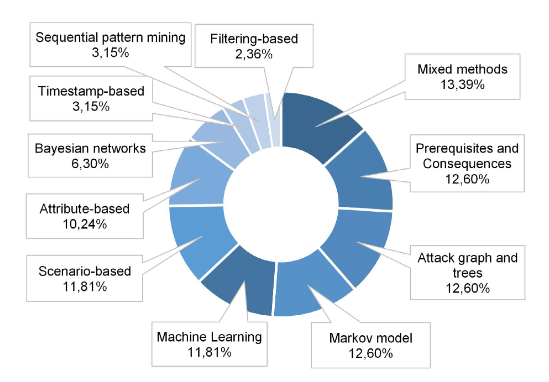 Sequential pattern mining
3,15%
Filtering-based
2,36%
Mixed methods
13,39%
Timestamp-based
3,15%
Bayesian networks
6,30%
Prerequisites and
Consequences
12,60%
Attribute-based
10,24%
Scenario-based
11,81%
Attack graph and
trees
12,60%
Machine Learning
11,81%
Markov model
12,60%